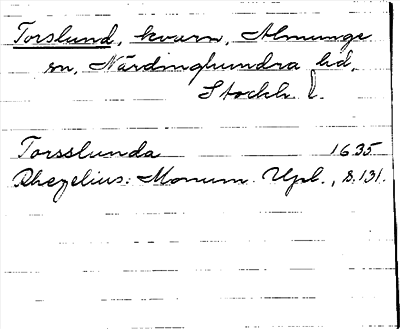 Torslund, kvarn, Almunge
sn, Närdinghundra hd,
Stockh. l.
Torsslunda 1635
Rhezelius: Monum. Upl., s. 131.